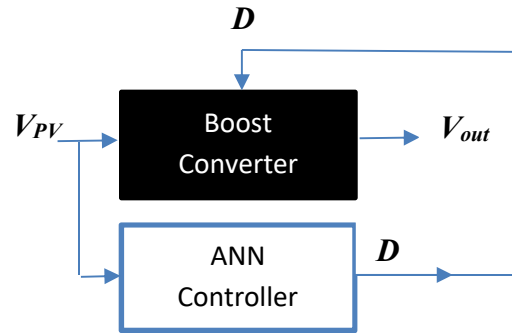 D
Boost
Converter
V_PV
V_out
ANN
Controller
D